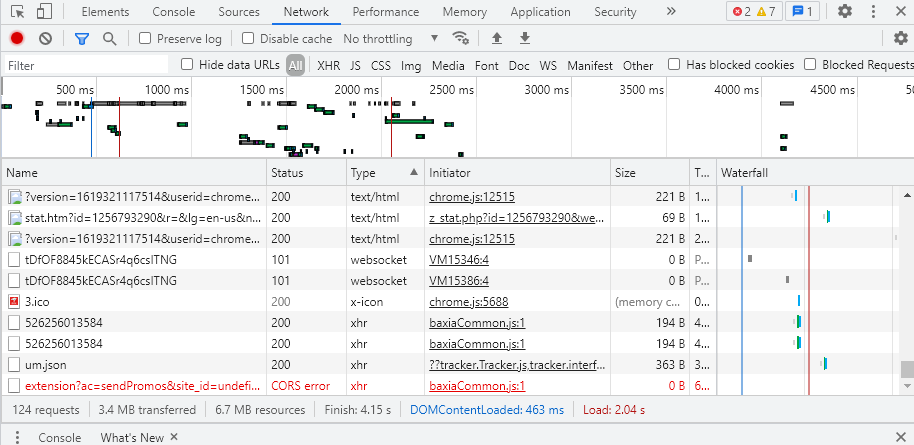 Elements Console Sources Network Performance Memory Application Security » 2 7 1
Preserve log Disable cache No throttling
Filter Hide data URLs All XHR JS CSS Img Media Font Doc WS Manifest Other Has blocked cookies Blocked Requests
500 ms 1000 ms 1500 ms 2000 ms 2500 ms 3000 ms 3500 ms 4000 ms 4500 ms 50
Name Status Type Initiator Size T... Waterfall
?version=1619321117514&userid=chrome... 200 text/html chrome.js:12515 221 B 1...
stat.htm?id=1256793290&r=&lg=en-us&n... 200 text/html z_stat.php?id=1256793290&we... 69 B 1...
?version=1619321117514&userid=chrome... 200 text/html chrome.js:12515 221 B 2...
tDfOF8845kECASr4q6cslTNG 101 websocket VM15346:4 0 B P...
tDfOF8845kECASr4q6cslTNG 101 websocket VM15386:4 0 B P...
3.ico 200 x-icon chrome.js:5688 (memory c... 0...
526256013584 200 xhr baxiaCommon.js:1 194 B 4...
526256013584 200 xhr baxiaCommon.js:1 194 B 4...
um.json 200 xhr ??tracker.Tracker.js,tracker.interf... 363 B 3...
extension?ac=sendPromos&site_id=undefi... CORS error xhr baxiaCommon.js:1 0 B 6...
124 requests 3.4 MB transferred 6.7 MB resources Finish: 4.15 s DOMContentLoaded: 463 ms Load: 2.04 s
Console What's New